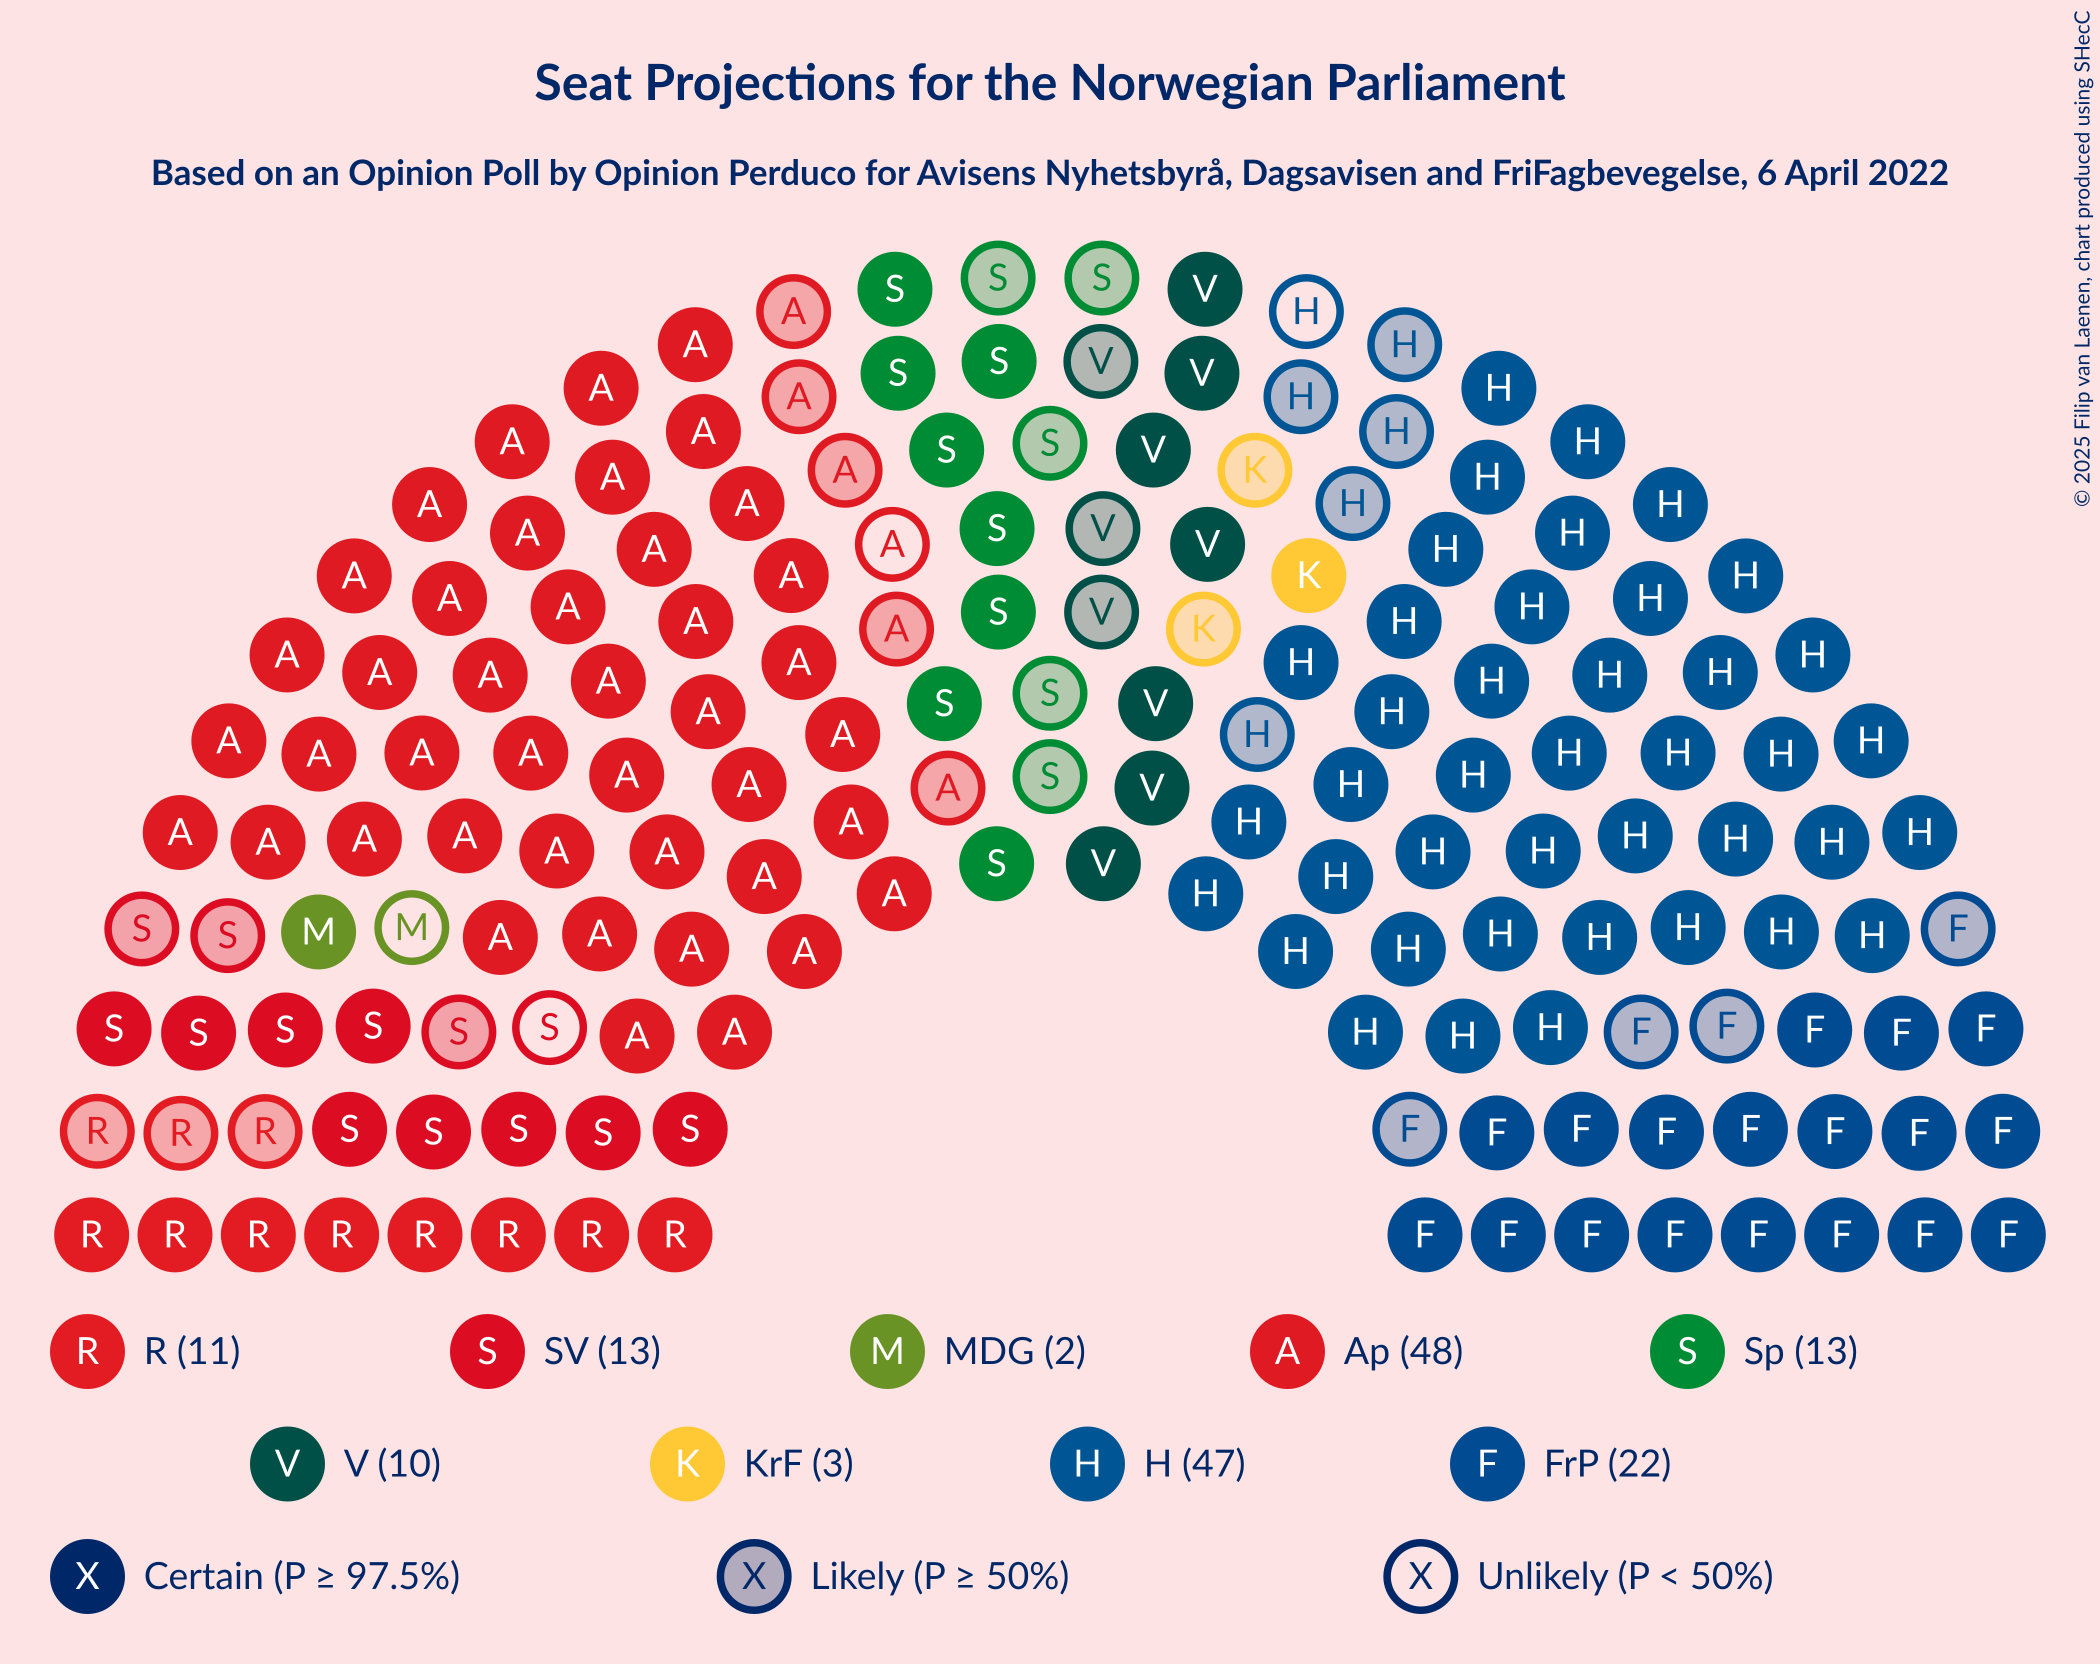 Seat Projections for the Norwegian Parliament
Based on an Opinion Poll by Opinion Perduco for Avisens Nyhetsbyrå, Dagsavisen and FriFagbevegelse, 6 April 2022
© 2025 Filip van Laenen, chart produced using SHecC
S S S V
A H
A H
S S V V
A H
A H
A H
A H
S S V
A K
A H
A H
A H
S V V
A K
A H
A H
A H
S V K
A H
A H
A H
A H
A H
S S V
A H
A H
A H
A H
A H
A H
A S V H
A A A A A A A H H H H H H H
A A A A A A A A S V H H H H H H H H
S S M M A A A A H H H H H H H F
S S S S S S A A H H H F F F F F
R R R S S S S S F F F F F F F F
R R R R R R R R F F F F F F F F
R R (11) S SV (13) M MDG (2) A Ap (48) S Sp (13)
V V (10) K KrF (3) H H (47) F FrP (22)
X Certain (P ≥ 97.5%) X Likely (P ≥ 50%) X Unlikely (P < 50%)